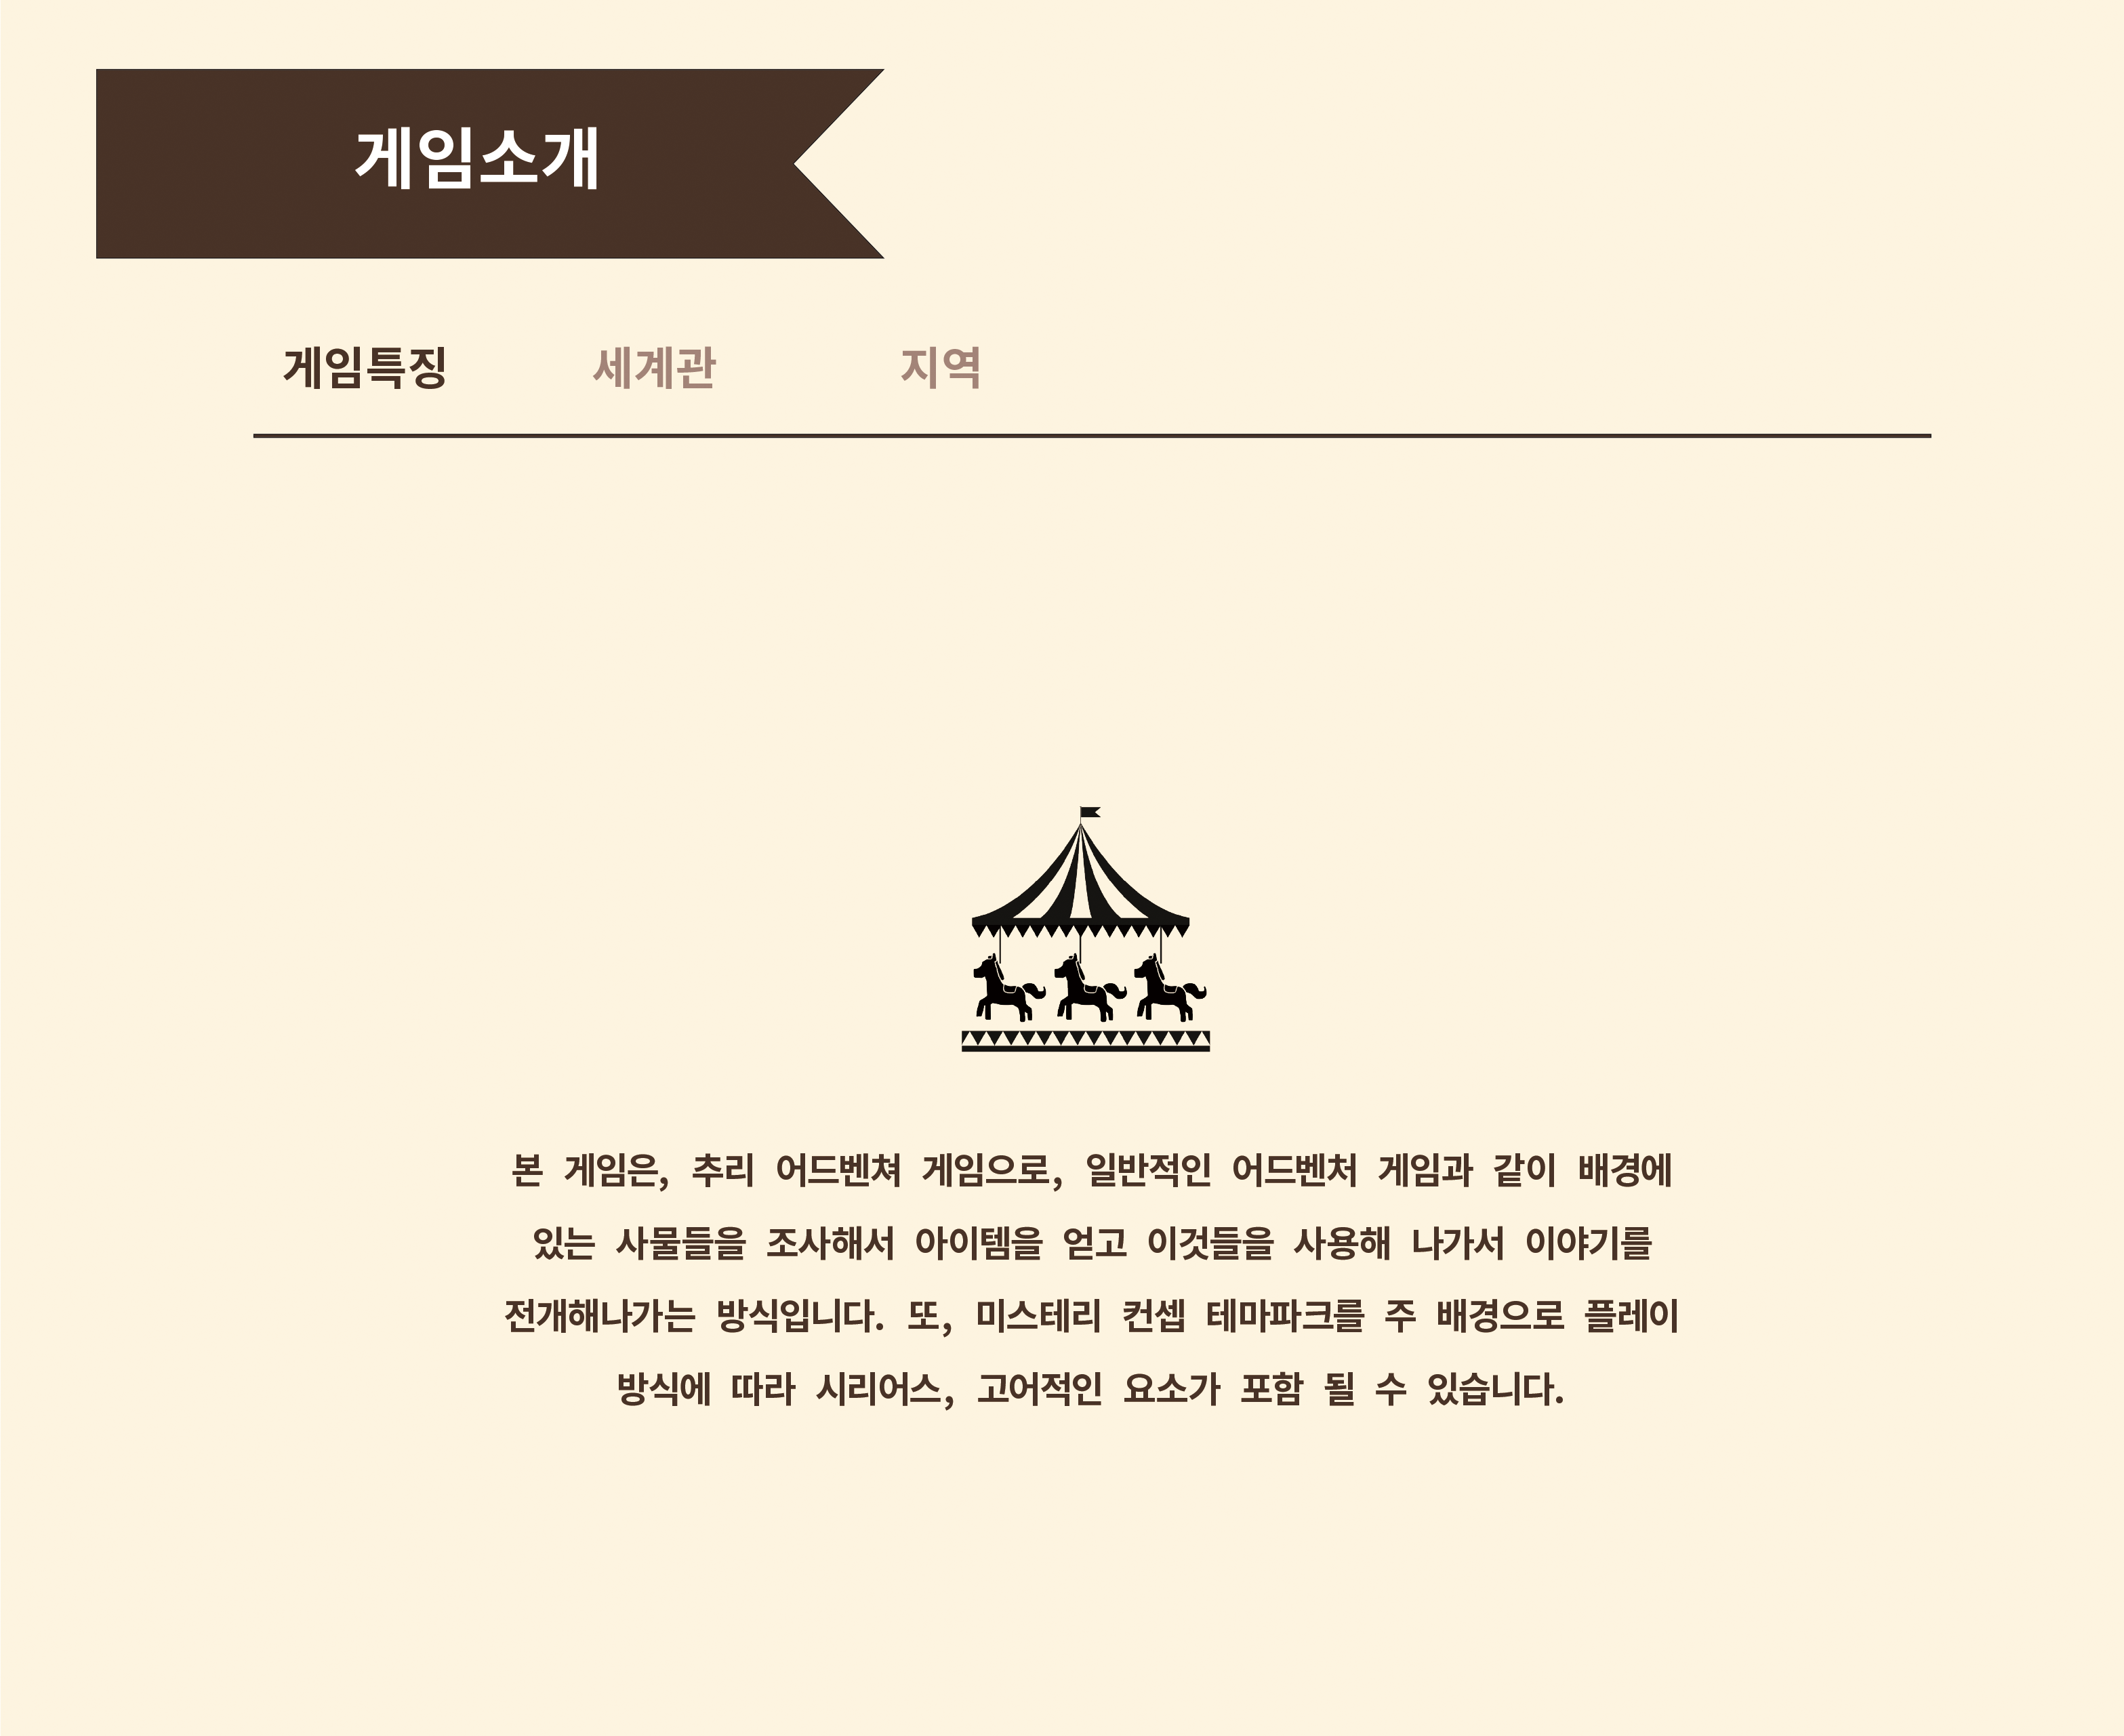 게임소개
게임특징 세계관 지역
본 게임은, 추리 어드벤쳐 게임으로, 일반적인 어드벤처 게임과 같이 배경에
있는 사물들을 조사해서 아이템을 얻고 이것들을 사용해 나가서 이야기를
전개해나가는 방식입니다. 또, 미스테리 컨셉 테마파크를 주 배경으로 플레이
방식에 따라 시리어스, 고어적인 요소가 포함 될 수 있습니다.